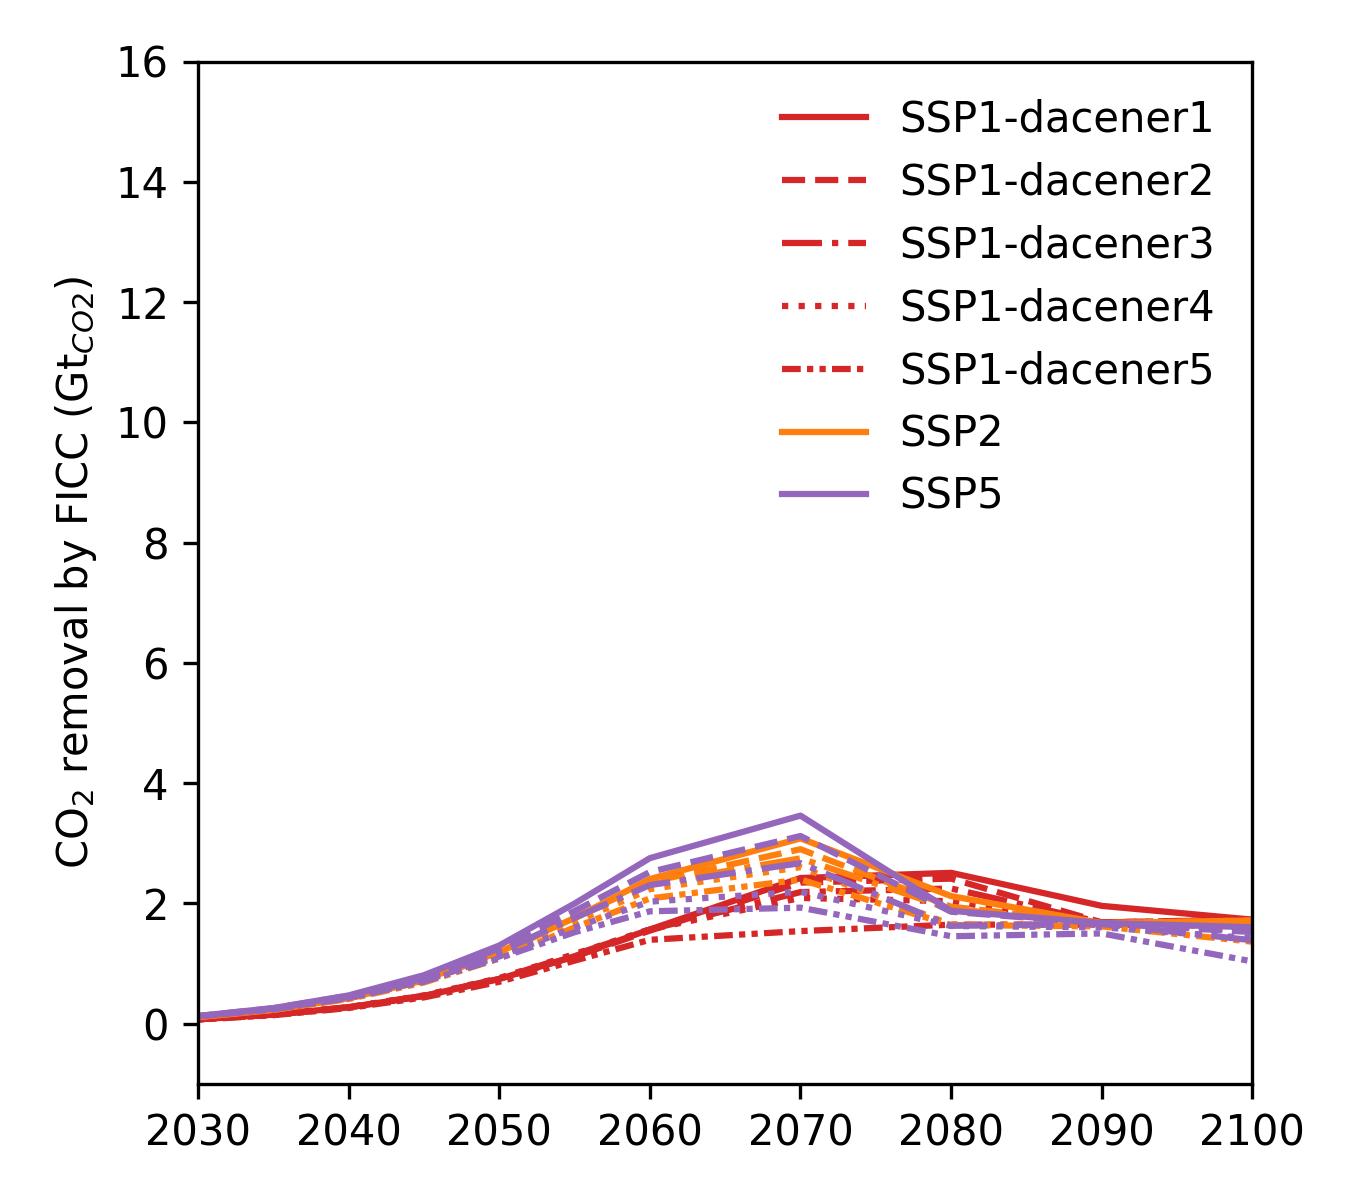 CO₂ removal by FICC (Gt_CO2)
16
14
12
10
8
6
4
2
0
2030 2040 2050 2060 2070 2080 2090 2100
SSP1-dacener1
SSP1-dacener2
SSP1-dacener3
SSP1-dacener4
SSP1-dacener5
SSP2
SSP5